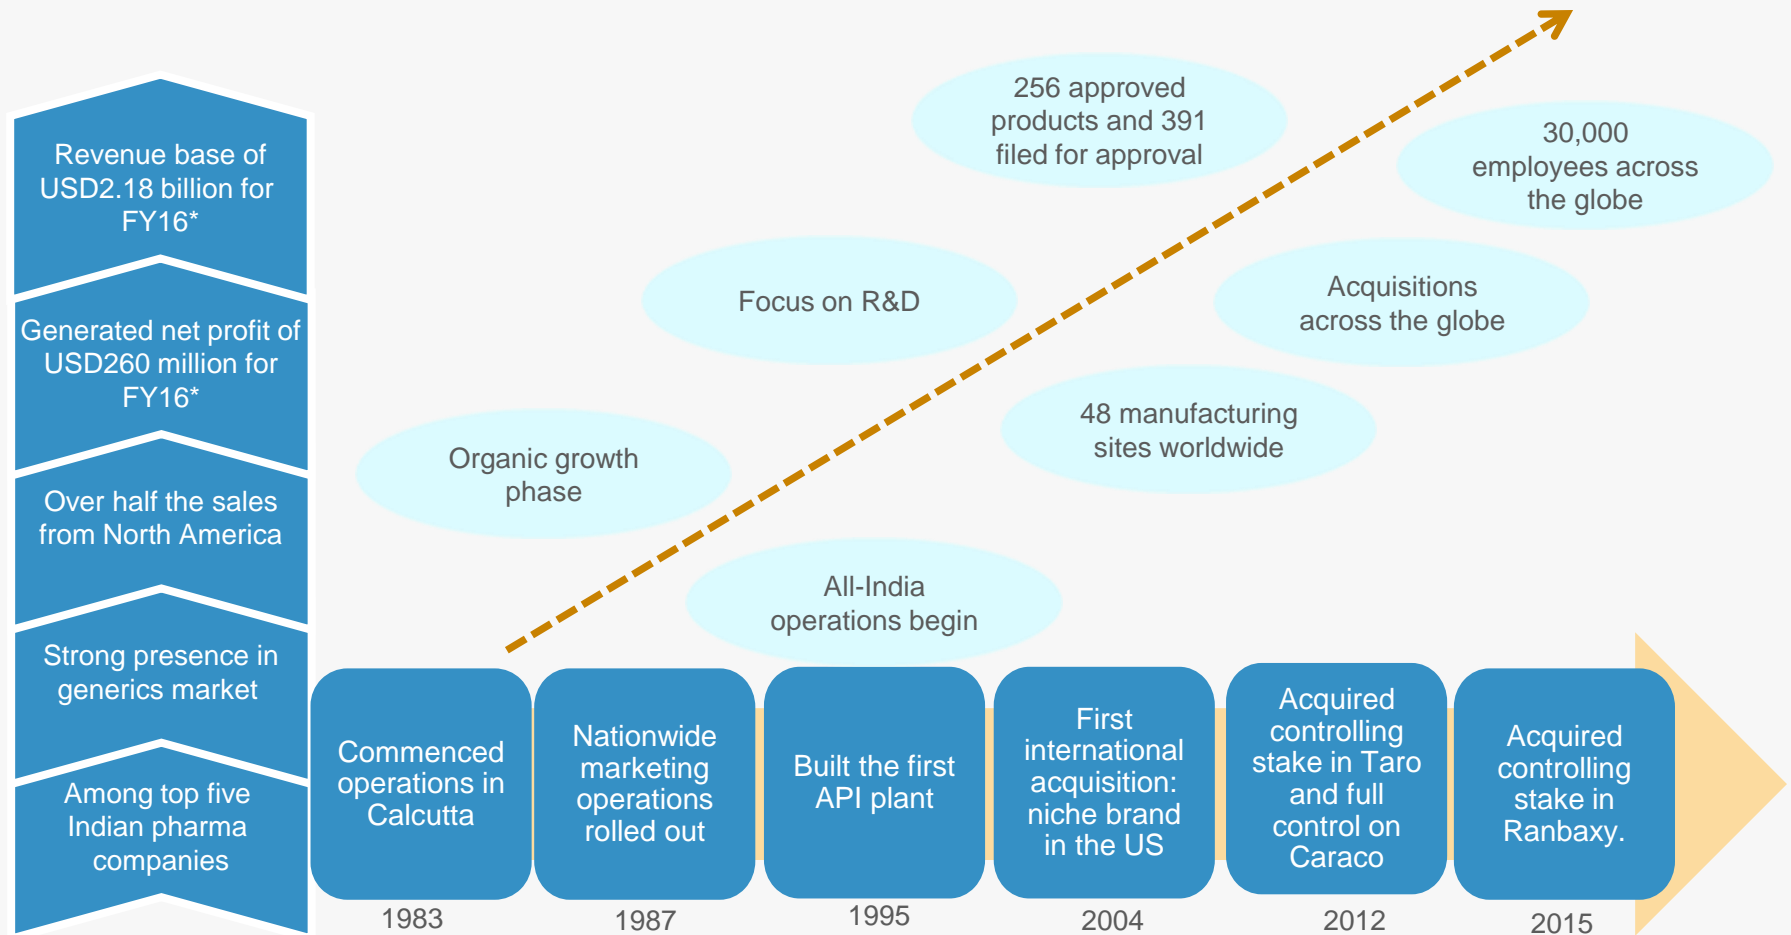 Revenue base of
USD2.18 billion for
FY16*
Generated net profit of
USD260 million for
FY16*
Over half the sales
from North America
Strong presence in
generics market
Among top five
Indian pharma
companies
256 approved
products and 391
filed for approval
30,000
employees across
the globe
Focus on R&D
Acquisitions
across the globe
48 manufacturing
sites worldwide
Organic growth
phase
All-India
operations begin
Commenced
operations in
Calcutta
1983
Nationwide
marketing
operations
rolled out
1987
Built the first
API plant
1995
First
international
acquisition:
niche brand
in the US
2004
Acquired
controlling
stake in Taro
and full
control on
Caraco
2012
Acquired
controlling
stake in
Ranbaxy.
2015